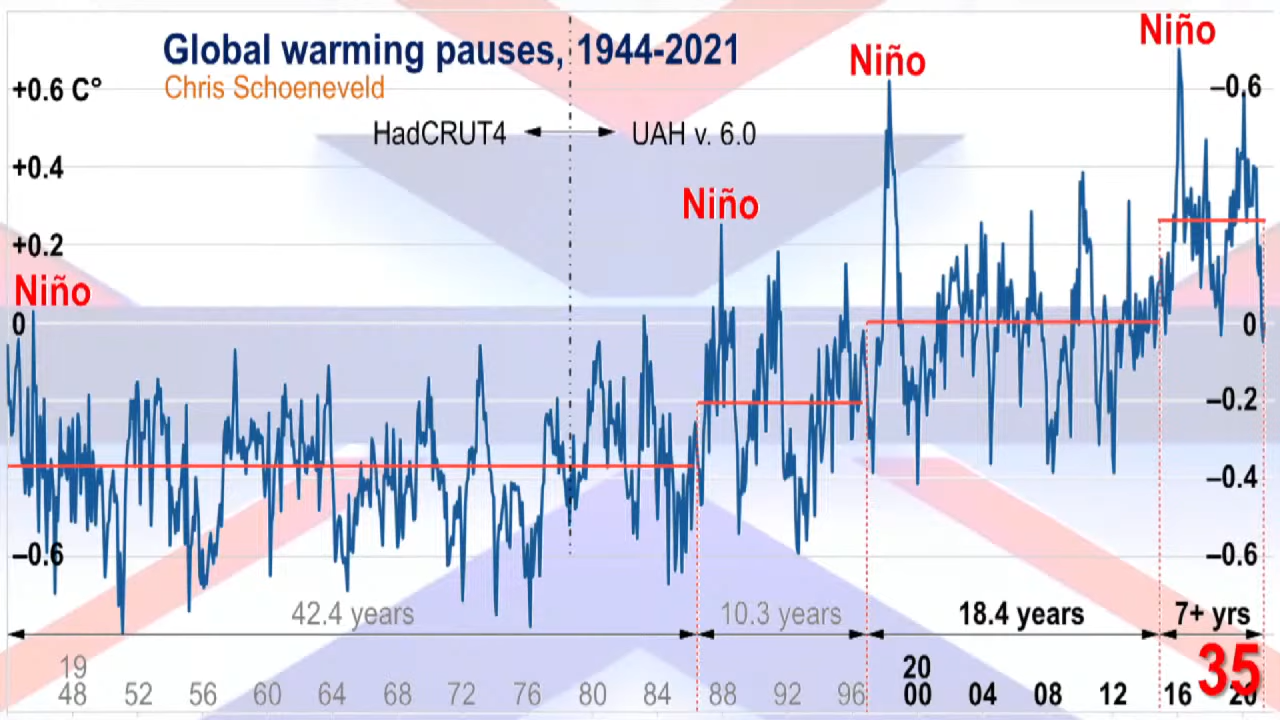 Niño
Global warming pauses, 1944-2021
Niño
Chris Schoeneveld
+0.6 C°
–0.6
HadCRUT4
UAH v. 6.0
+0.4
Niño
+0.2
Niño
0
0
–0.2
–0.4
–0.6
–0.6
42.4 years
10.3 years
18.4 years
7+ yrs
35
19
20
48 52 56 60 64 68 72 76 80 84 88 92 96 00 04 08 12 16 20